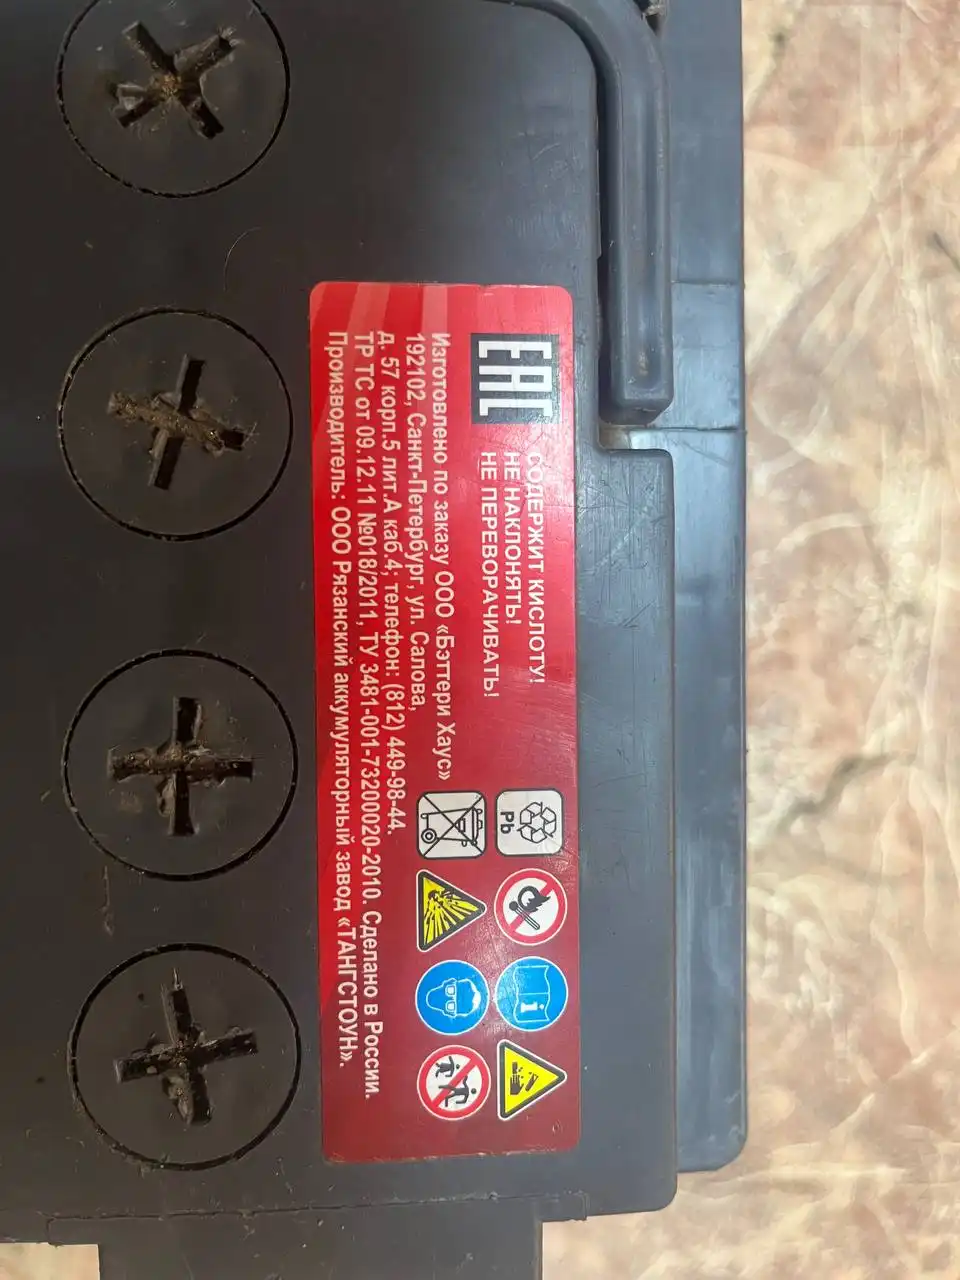 ЕАС
СОДЕРЖИТ КИСЛОТУ!
НЕ НАКЛОНЯТЬ!
НЕ ПЕРЕВОРАЧИВАТЬ!
Pb
Изготовлено по заказу ООО «Бэттери Хаус»
192102, Санкт-Петербург, ул. Салова,
д. 57 корп.5 лит.А каб.4; телефон: (812) 449-98-44.
ТР ТС от 09.12.11 №018/2011, ТУ 3481-001-73200020-2010. Сделано в России.
Производитель: ООО Рязанский аккумуляторный завод «ТАНГСТОУН».